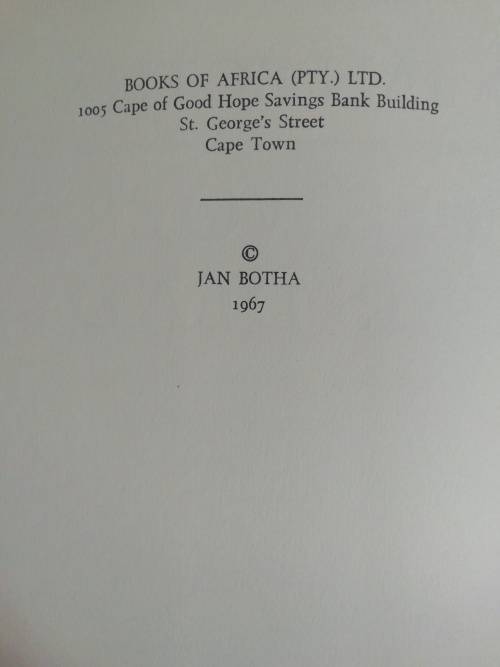 BOOKS OF AFRICA (PTY.) LTD.
1005 Cape of Good Hope Savings Bank Building
St. George's Street
Cape Town
©
JAN BOTHA
1967